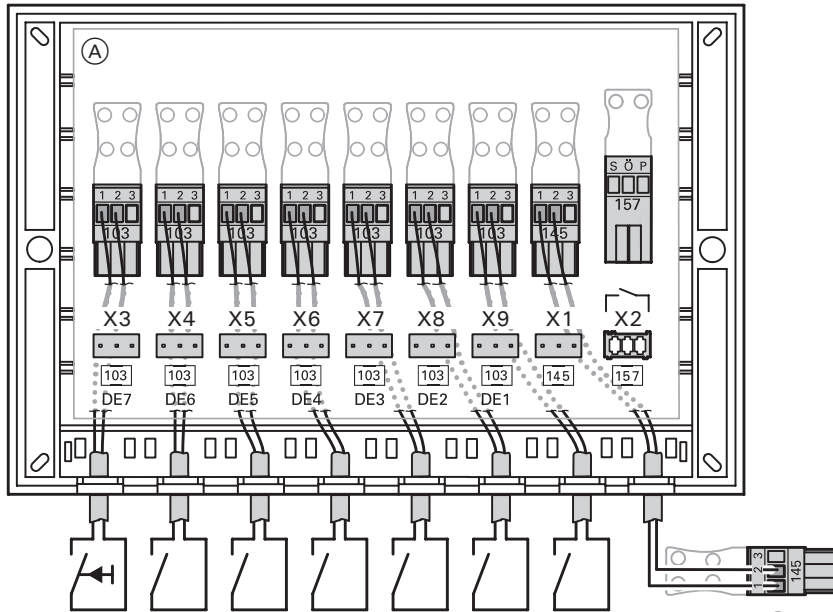 A
S Ö P
1 2 3 1 2 3 1 2 3 1 2 3 1 2 3 1 2 3 1 2 3 1 2 3
157
103 103 103 103 103 103 103 145
X3 X4 X5 X6 X7 X8 X9 X1 X2
103 103 103 103 103 103 103 145 157
DE7 DE6 DE5 DE4 DE3 DE2 DE1
1 2 3
145